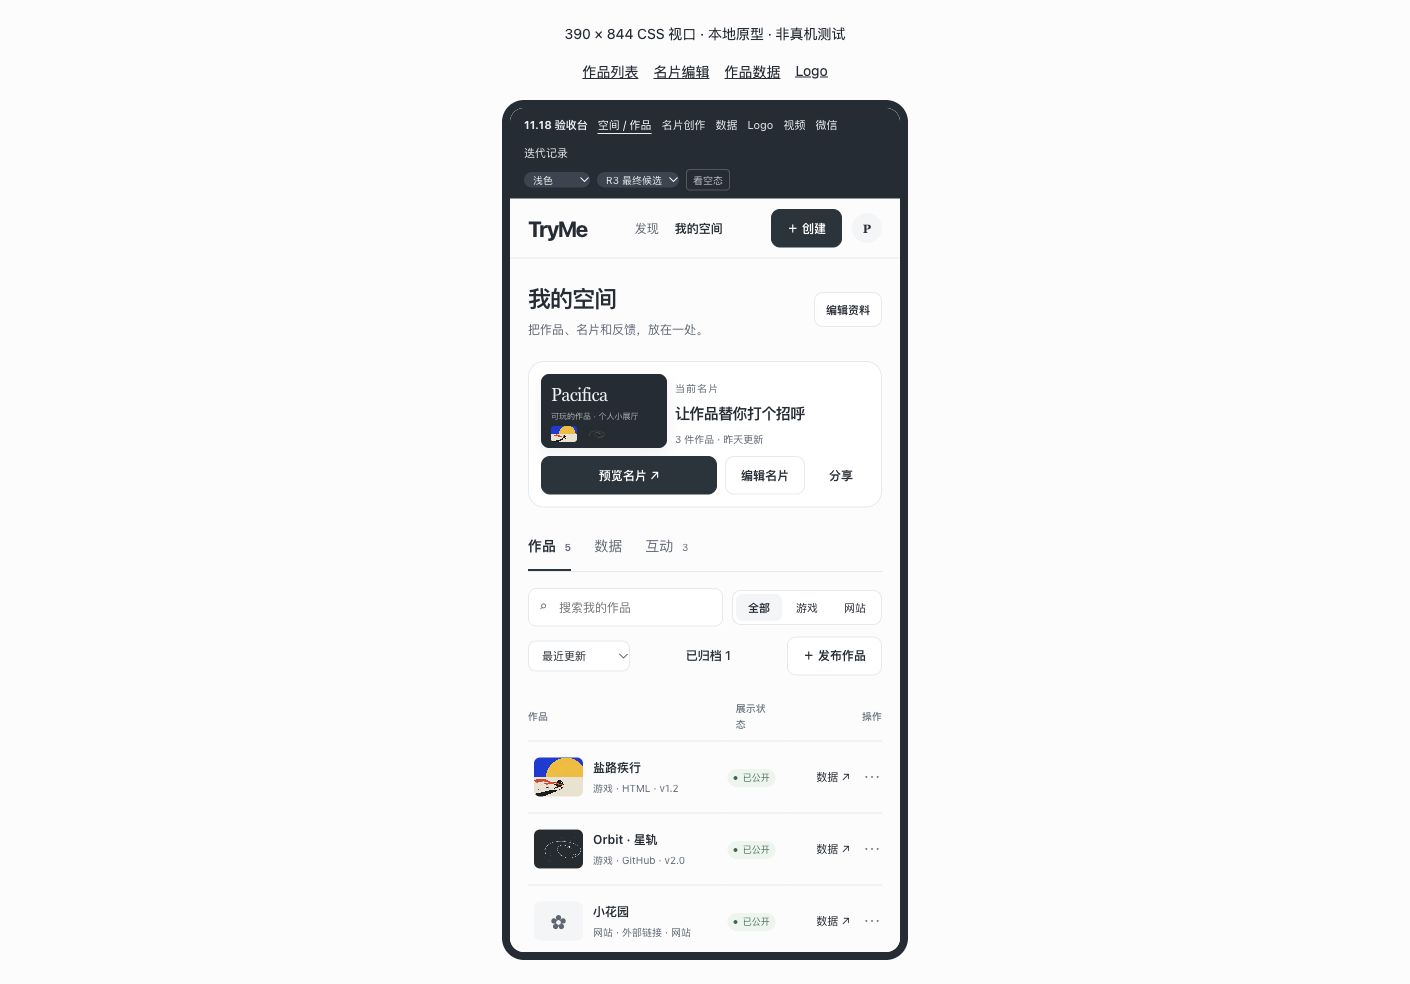 390 × 844 CSS 视口 · 本地原型 · 非真机测试
作品列表 名片编辑 作品数据 Logo
11.18 验收台 空间 / 作品 名片创作 数据 Logo 视频 微信
迭代记录
浅色 R3 最终候选 看空态
TryMe 发现 我的空间 + 创建 P
我的空间
编辑资料
把作品、名片和反馈，放在一处。
Pacifica
可玩的作品 · 个人小展厅
当前名片
让作品替你打个招呼
3 件作品 · 昨天更新
预览名片 ↗ 编辑名片 分享
作品 5 数据 互动 3
搜索我的作品 全部 游戏 网站
最近更新 已归档 1 + 发布作品
作品 展示状态 操作
盐路疾行
游戏 · HTML · v1.2
已公开 数据 ↗ ···
Orbit · 星轨
游戏 · GitHub · v2.0
已公开 数据 ↗ ···
小花园
网站 · 外部链接 · 网站
已公开 数据 ↗ ···